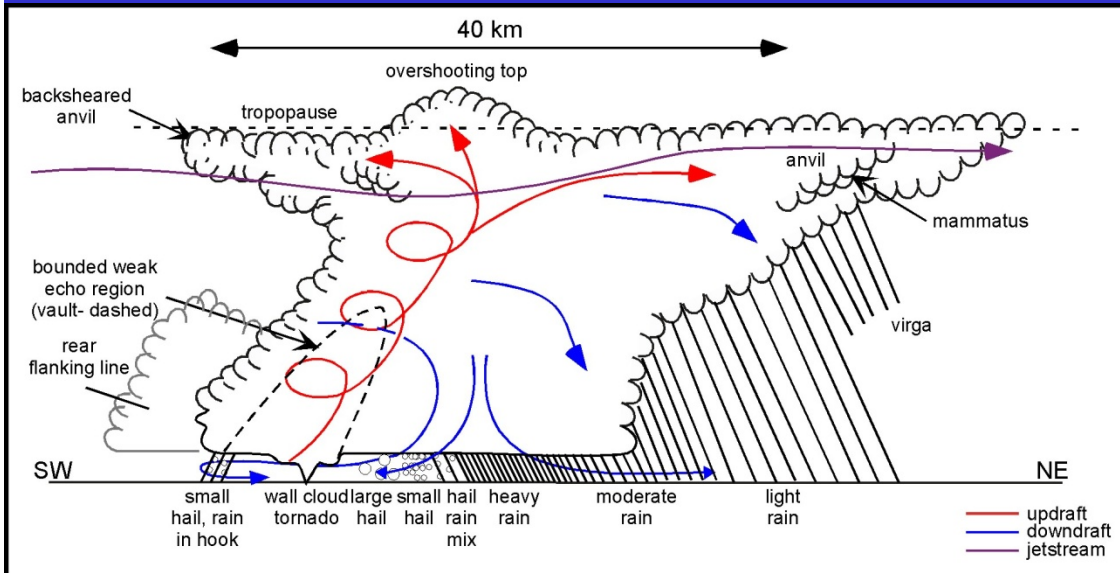 40 km
overshooting top
backsheared
anvil
tropopause
anvil
mammatus
bounded weak
echo region
(vault- dashed)
virga
rear
flanking line
SW
NE
small
hail, rain
in hook
wall cloud
tornado
large
hail
small
hail
hail
rain
mix
heavy
rain
moderate
rain
light
rain
updraft
downdraft
jetstream